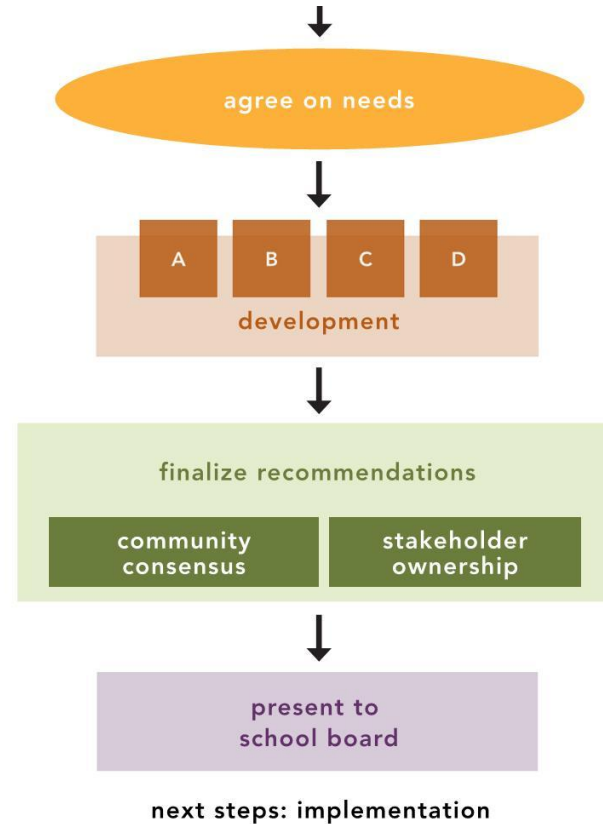 agree on needs
A B C D
development
finalize recommendations
community
consensus
stakeholder
ownership
present to
school board
next steps: implementation